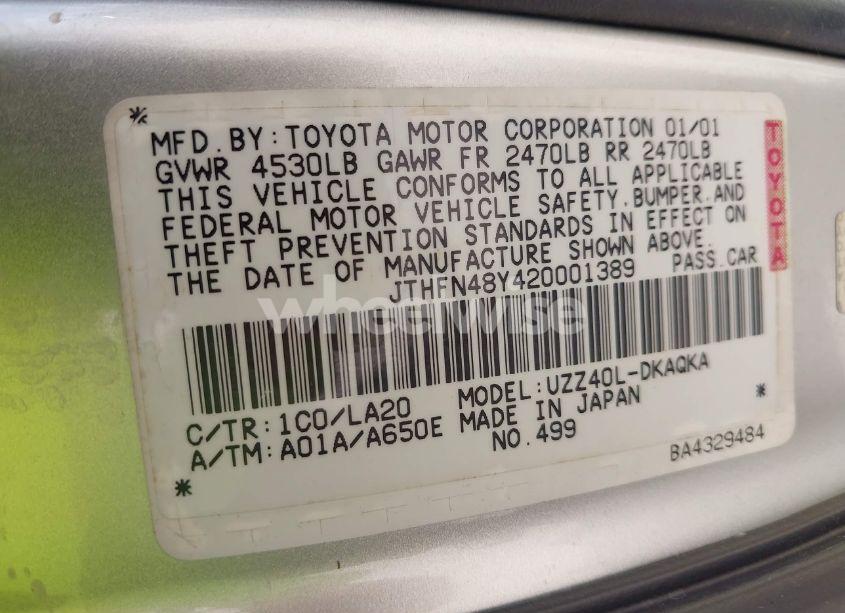 MFD. BY: TOYOTA MOTOR CORPORATION 01/01
GVWR 4530LB GAWR FR 2470LB RR 2470LB
THIS VEHICLE CONFORMS TO ALL APPLICABLE
FEDERAL MOTOR VEHICLE SAFETY, BUMPER, AND
THEFT PREVENTION STANDARDS IN EFFECT ON
THE DATE OF MANUFACTURE SHOWN ABOVE.
JTHFN48Y420001389 PASS. CAR
TOYOTA
wheelwise
C/TR: 1C0/LA20 MODEL: UZZ40L-DKAQKA
A/TM: A01A/A650E MADE IN JAPAN
NO. 499
BA4329484